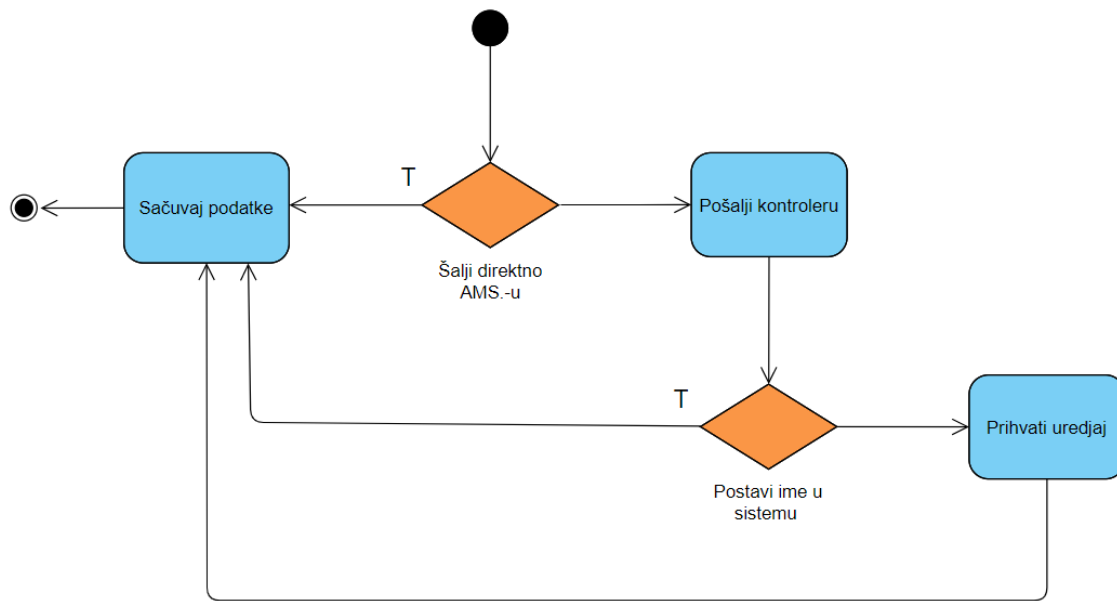 T
Sačuvaj podatke
Pošalji kontroleru
Šalji direktno
AMS.-u
T
Prihvati uredjaj
Postavi ime u
sistemu